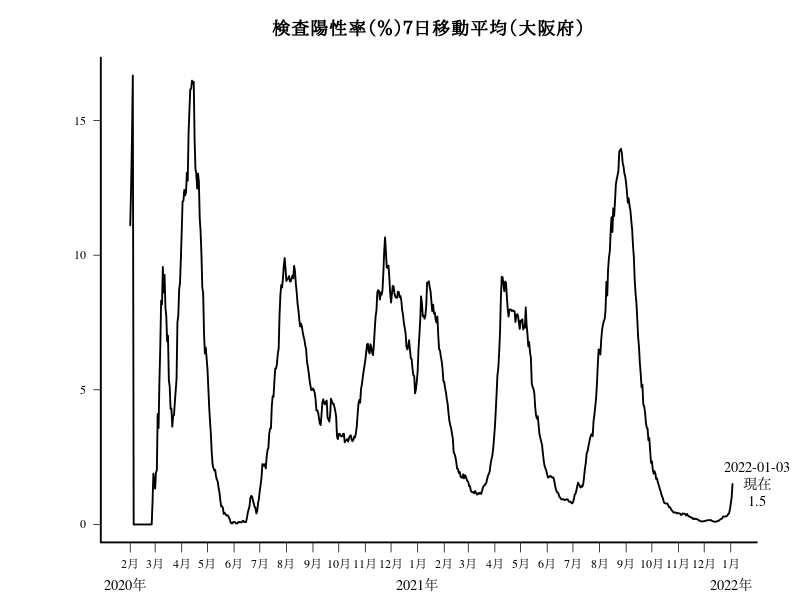 検査陽性率(%)7日移動平均(大阪府)
15
10
5
0
2022-01-03
現在
1.5
2月 3月 4月 5月 6月 7月 8月 9月 10月 11月 12月 1月 2月 3月 4月 5月 6月 7月 8月 9月 10月 11月 12月 1月
2020年 2021年 2022年